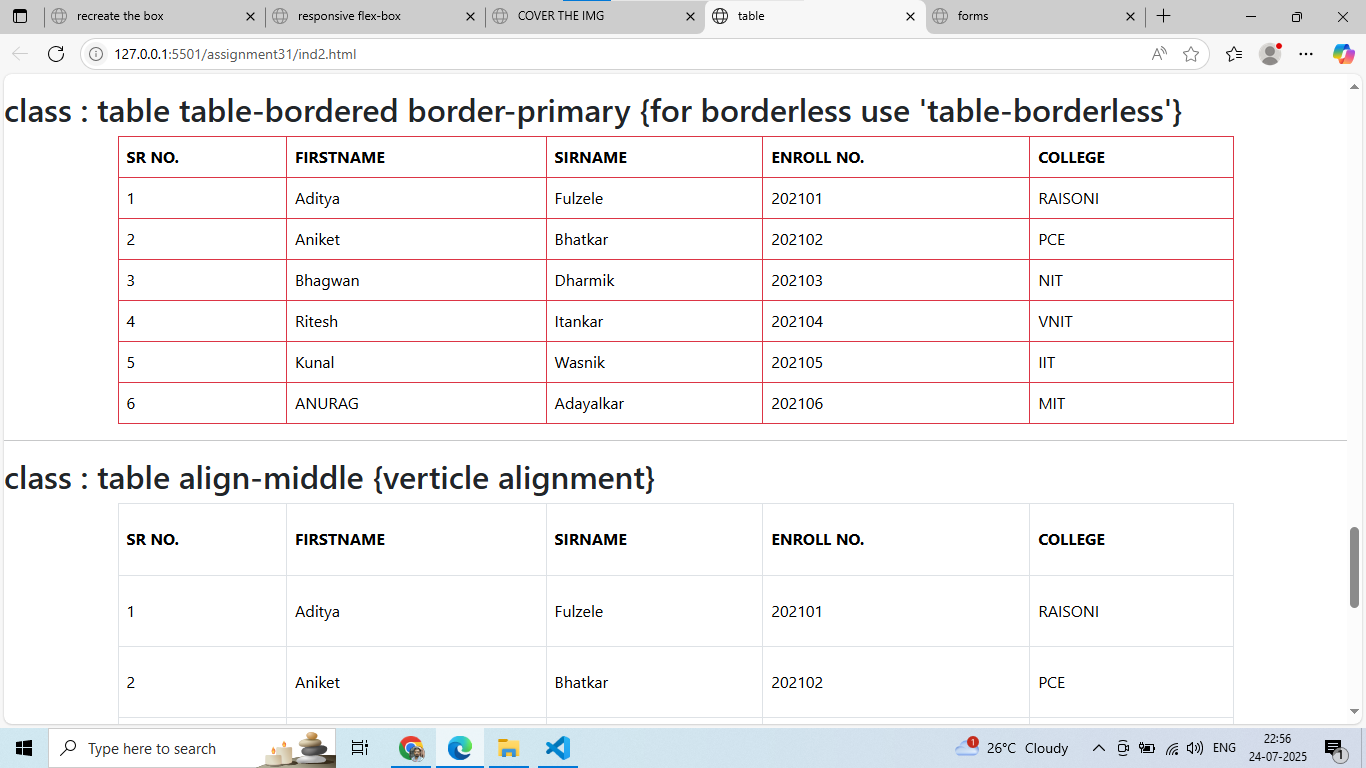 recreate the box
responsive flex-box
COVER THE IMG
table
forms
127.0.0.1:5501/assignment31/ind2.html
class : table table-bordered border-primary {for borderless use 'table-borderless'}
SR NO. FIRSTNAME SIRNAME ENROLL NO. COLLEGE
1 Aditya Fulzele 202101 RAISONI
2 Aniket Bhatkar 202102 PCE
3 Bhagwan Dharmik 202103 NIT
4 Ritesh Itankar 202104 VNIT
5 Kunal Wasnik 202105 IIT
6 ANURAG Adayalkar 202106 MIT
class : table align-middle {verticle alignment}
SR NO. FIRSTNAME SIRNAME ENROLL NO. COLLEGE
1 Aditya Fulzele 202101 RAISONI
2 Aniket Bhatkar 202102 PCE
Type here to search
1
26°C Cloudy
ENG
22:56
24-07-2025
1